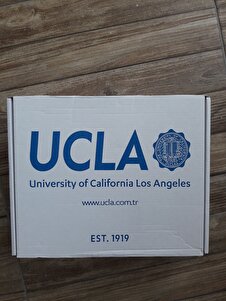 UCLA
University of California Los Angeles
www.ucla.com.tr
EST. 1919